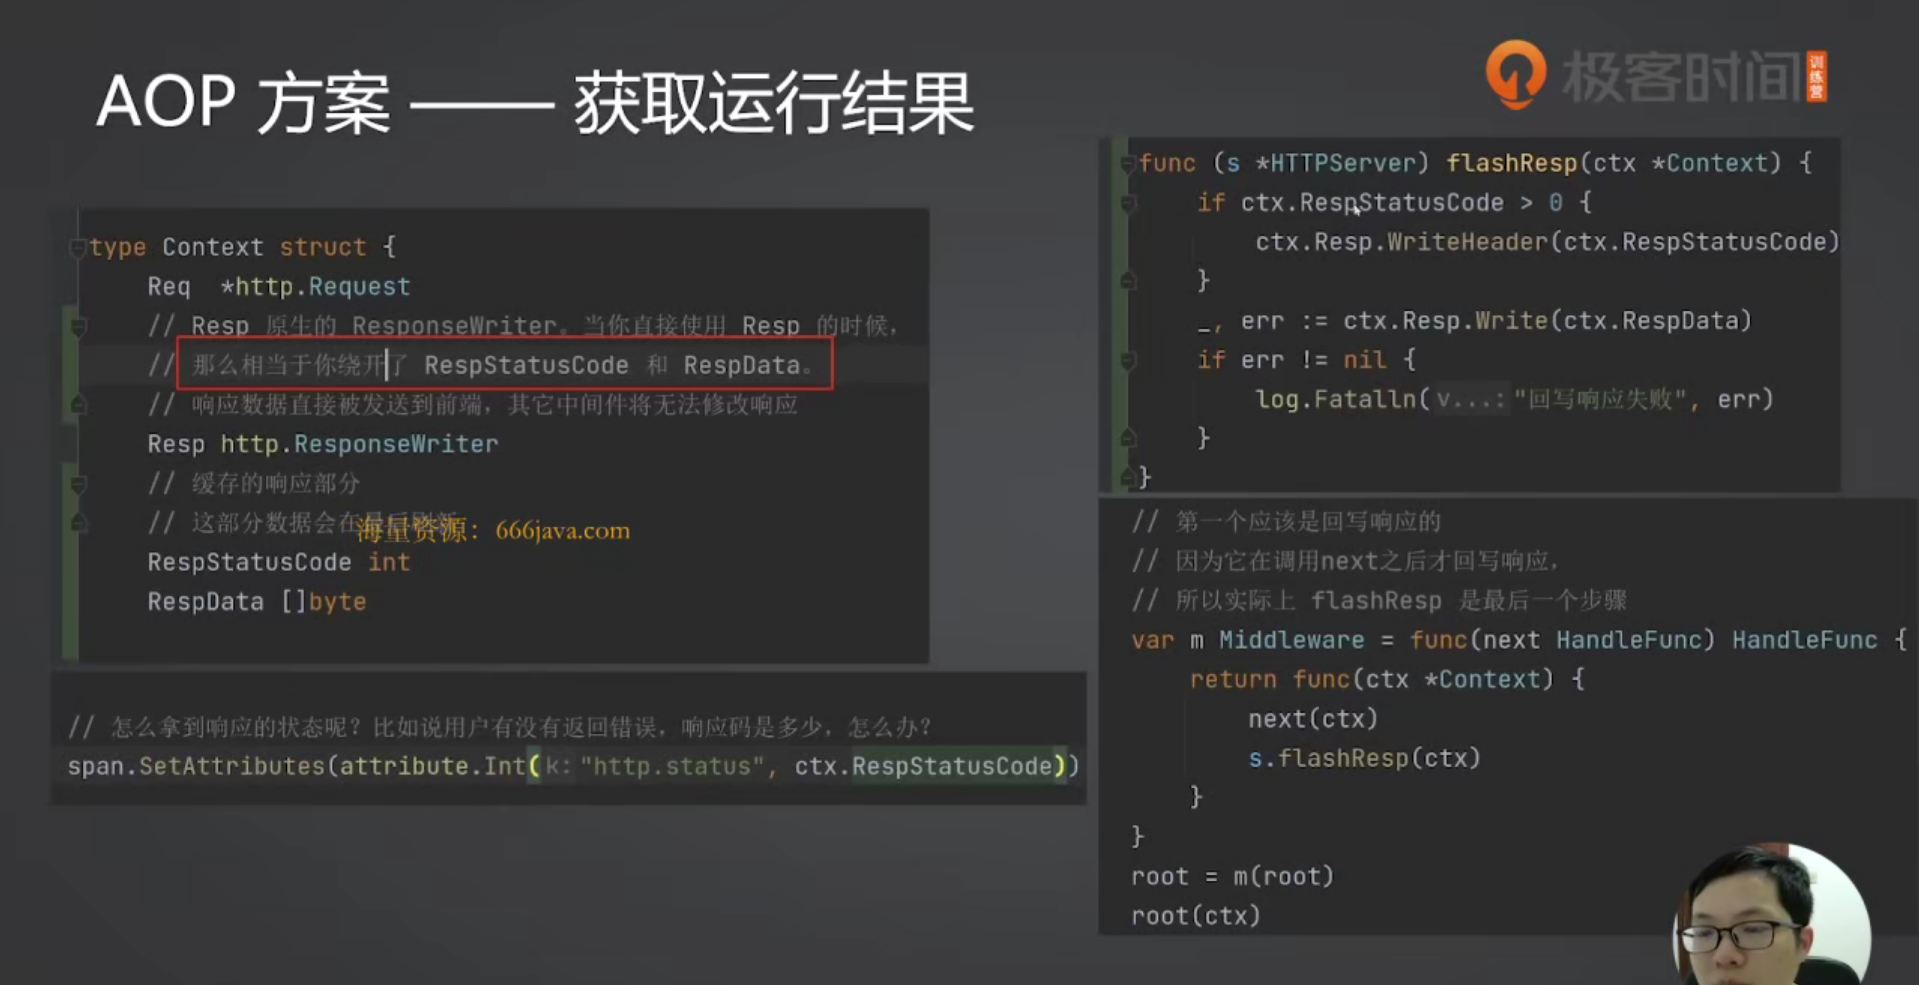 AOP 方案 —— 获取运行结果
极客时间
训练营
type Context struct {
Req *http.Request
// Resp 原生的 ResponseWriter。当你直接使用 Resp 的时候，
// 那么相当于你绕开了 RespStatusCode 和 RespData。
// 响应数据直接被发送到前端，其它中间件将无法修改响应
Resp http.ResponseWriter
// 缓存的响应部分
// 这部分数据会在最后刷新
海量资源：666java.com
RespStatusCode int
RespData []byte
// 怎么拿到响应的状态呢？比如说用户有没有返回错误，响应码是多少，怎么办？
span.SetAttributes(attribute.Int(k: "http.status", ctx.RespStatusCode))
func (s *HTTPServer) flashResp(ctx *Context) {
if ctx.RespStatusCode > 0 {
ctx.Resp.WriteHeader(ctx.RespStatusCode)
}
_, err := ctx.Resp.Write(ctx.RespData)
if err != nil {
log.Fatalln(v...: "回写响应失败", err)
}
}
// 第一个应该是回写响应的
// 因为它在调用next之后才回写响应，
// 所以实际上 flashResp 是最后一个步骤
var m Middleware = func(next HandleFunc) HandleFunc {
return func(ctx *Context) {
next(ctx)
s.flashResp(ctx)
}
}
root = m(root)
root(ctx)